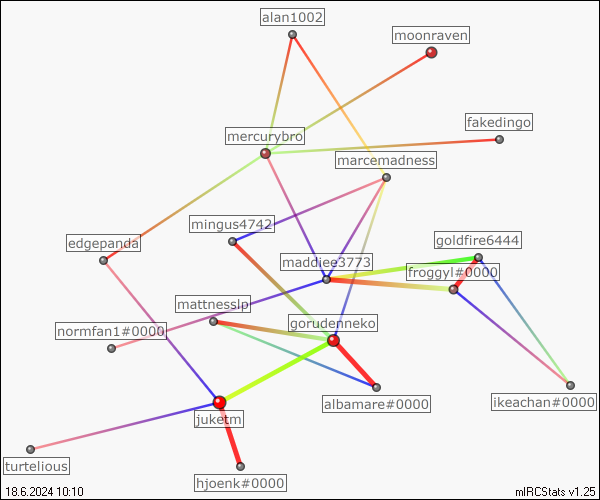 alan1002
moonraven
fakedingo
mercurybro
marcemadness
mingus4742
edgepanda
goldfire6444
maddiee3773
froggyl#0000
mattnesslp
gorudenneko
normfan1#0000
albamare#0000
ikeachan#0000
juketm
turtelious
hjoenk#0000
18.6.2024 10:10
mIRCStats v1.25